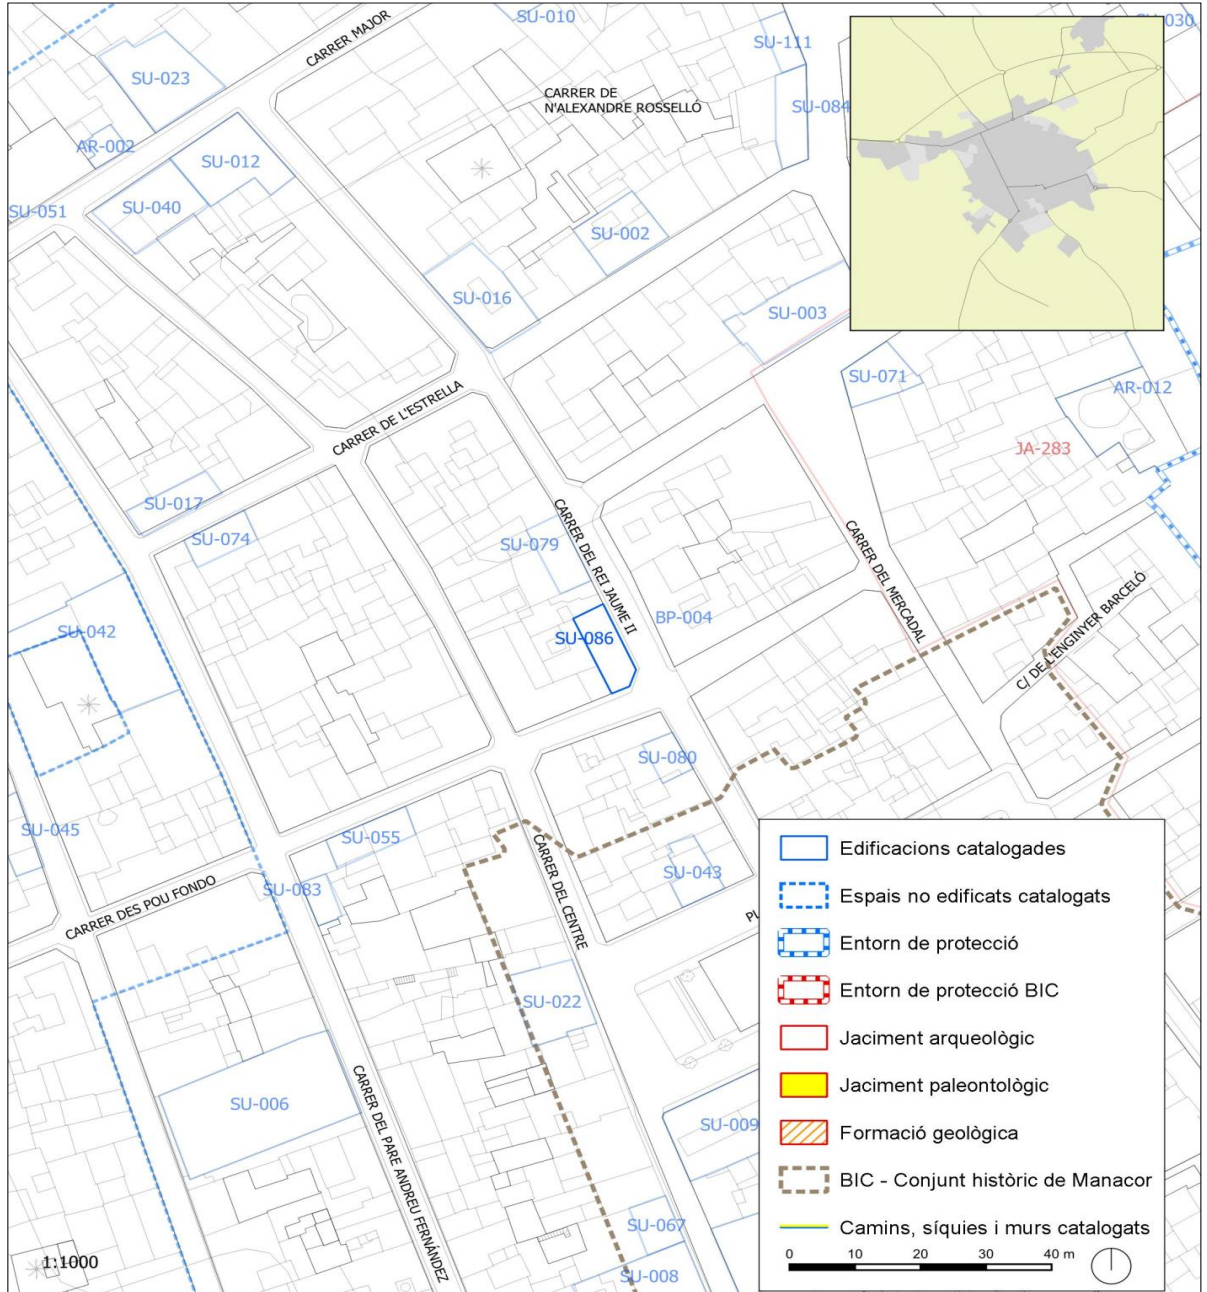 SU-010
SU-030
CARRER MAJOR
SU-111
SU-023
CARRER DE
N'ALEXANDRE ROSSELLÓ
SU-084
AR-002
SU-012
SU-040
SU-051
SU-002
SU-016
SU-003
SU-071
AR-012
CARRER DE L'ESTRELLA
JA-283
SU-017
SU-074
SU-079
CARRER DEL REI JAUME II
CARRER DEL MERCADAL
SU-042
SU-086
BP-004
C/ DE L'ENGINYER BARCELÓ
SU-080
SU-045
SU-055
SU-083
SU-043
CARRER DES POU FONDO
CARRER DEL CENTRE
SU-022
SU-006
CARRER DEL PARE ANDREU FERNÁNDEZ
SU-009
SU-067
SU-008
1:1000
Edificacions catalogades
Espais no edificats catalogats
Entorn de protecció
Entorn de protecció BIC
Jaciment arqueològic
Jaciment paleontològic
Formació geològica
BIC - Conjunt històric de Manacor
Camins, síquies i murs catalogats
0 10 20 30 40 m